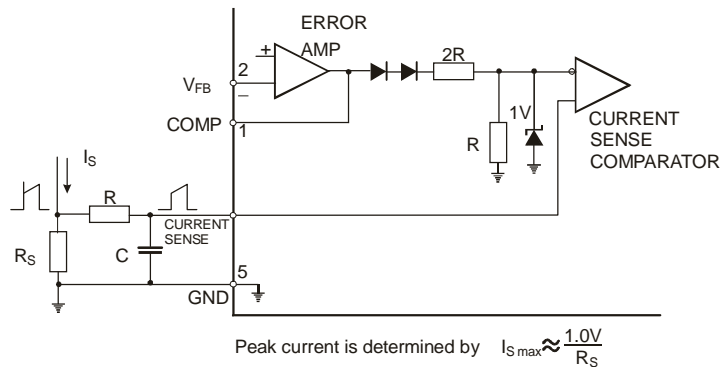 ERROR
AMP
+
2R
2
VFB
−
COMP
1
1V
R
CURRENT
SENSE
COMPARATOR
IS
R
CURRENT
SENSE
RS
C
5
GND
Peak current is determined by IS max ≈ 1.0V
RS